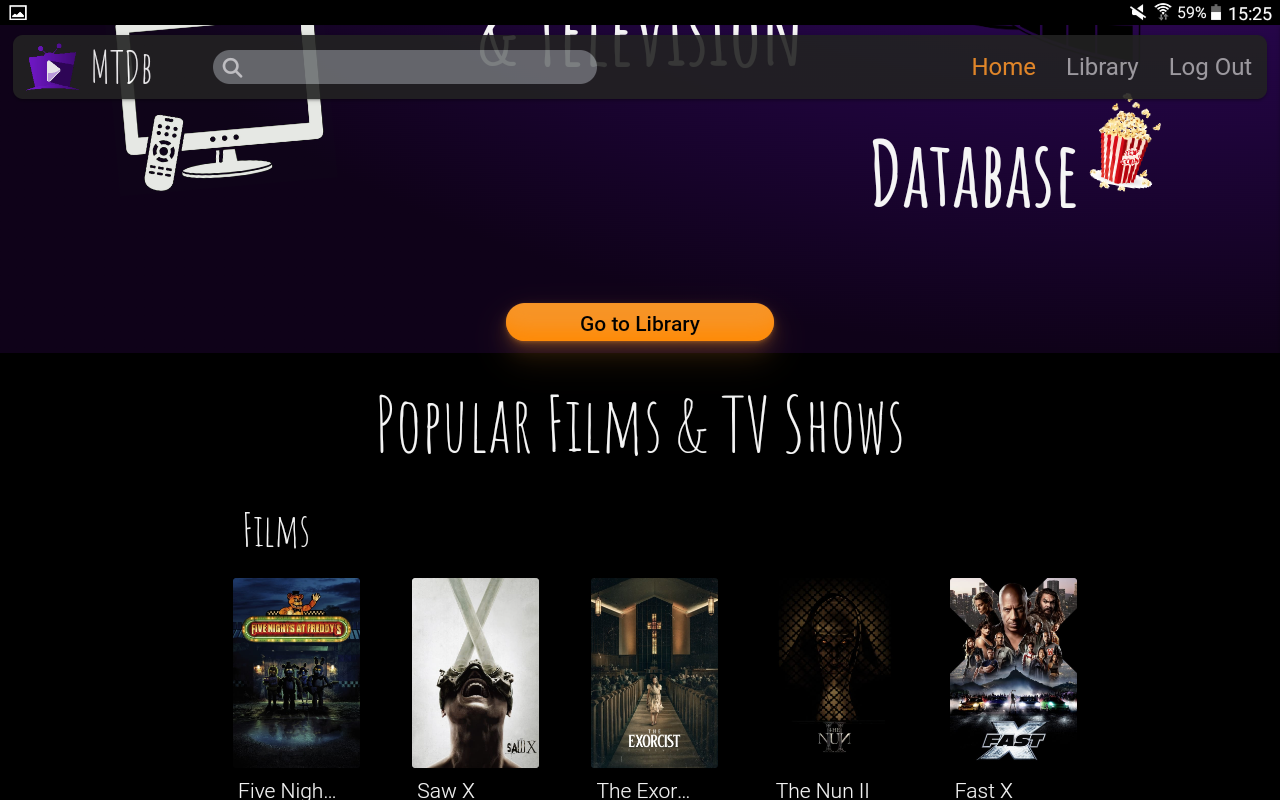 59% 15:25
& Television
MTDb
Home Library Log Out
Database
Go to Library
Popular Films & TV Shows
Films
FIVE NIGHTS AT FREDDY'S
SAW X
THE
EXORCIST
THE
NUN
II
FAST X
Five Nigh...
Saw X
The Exor...
The Nun II
Fast X